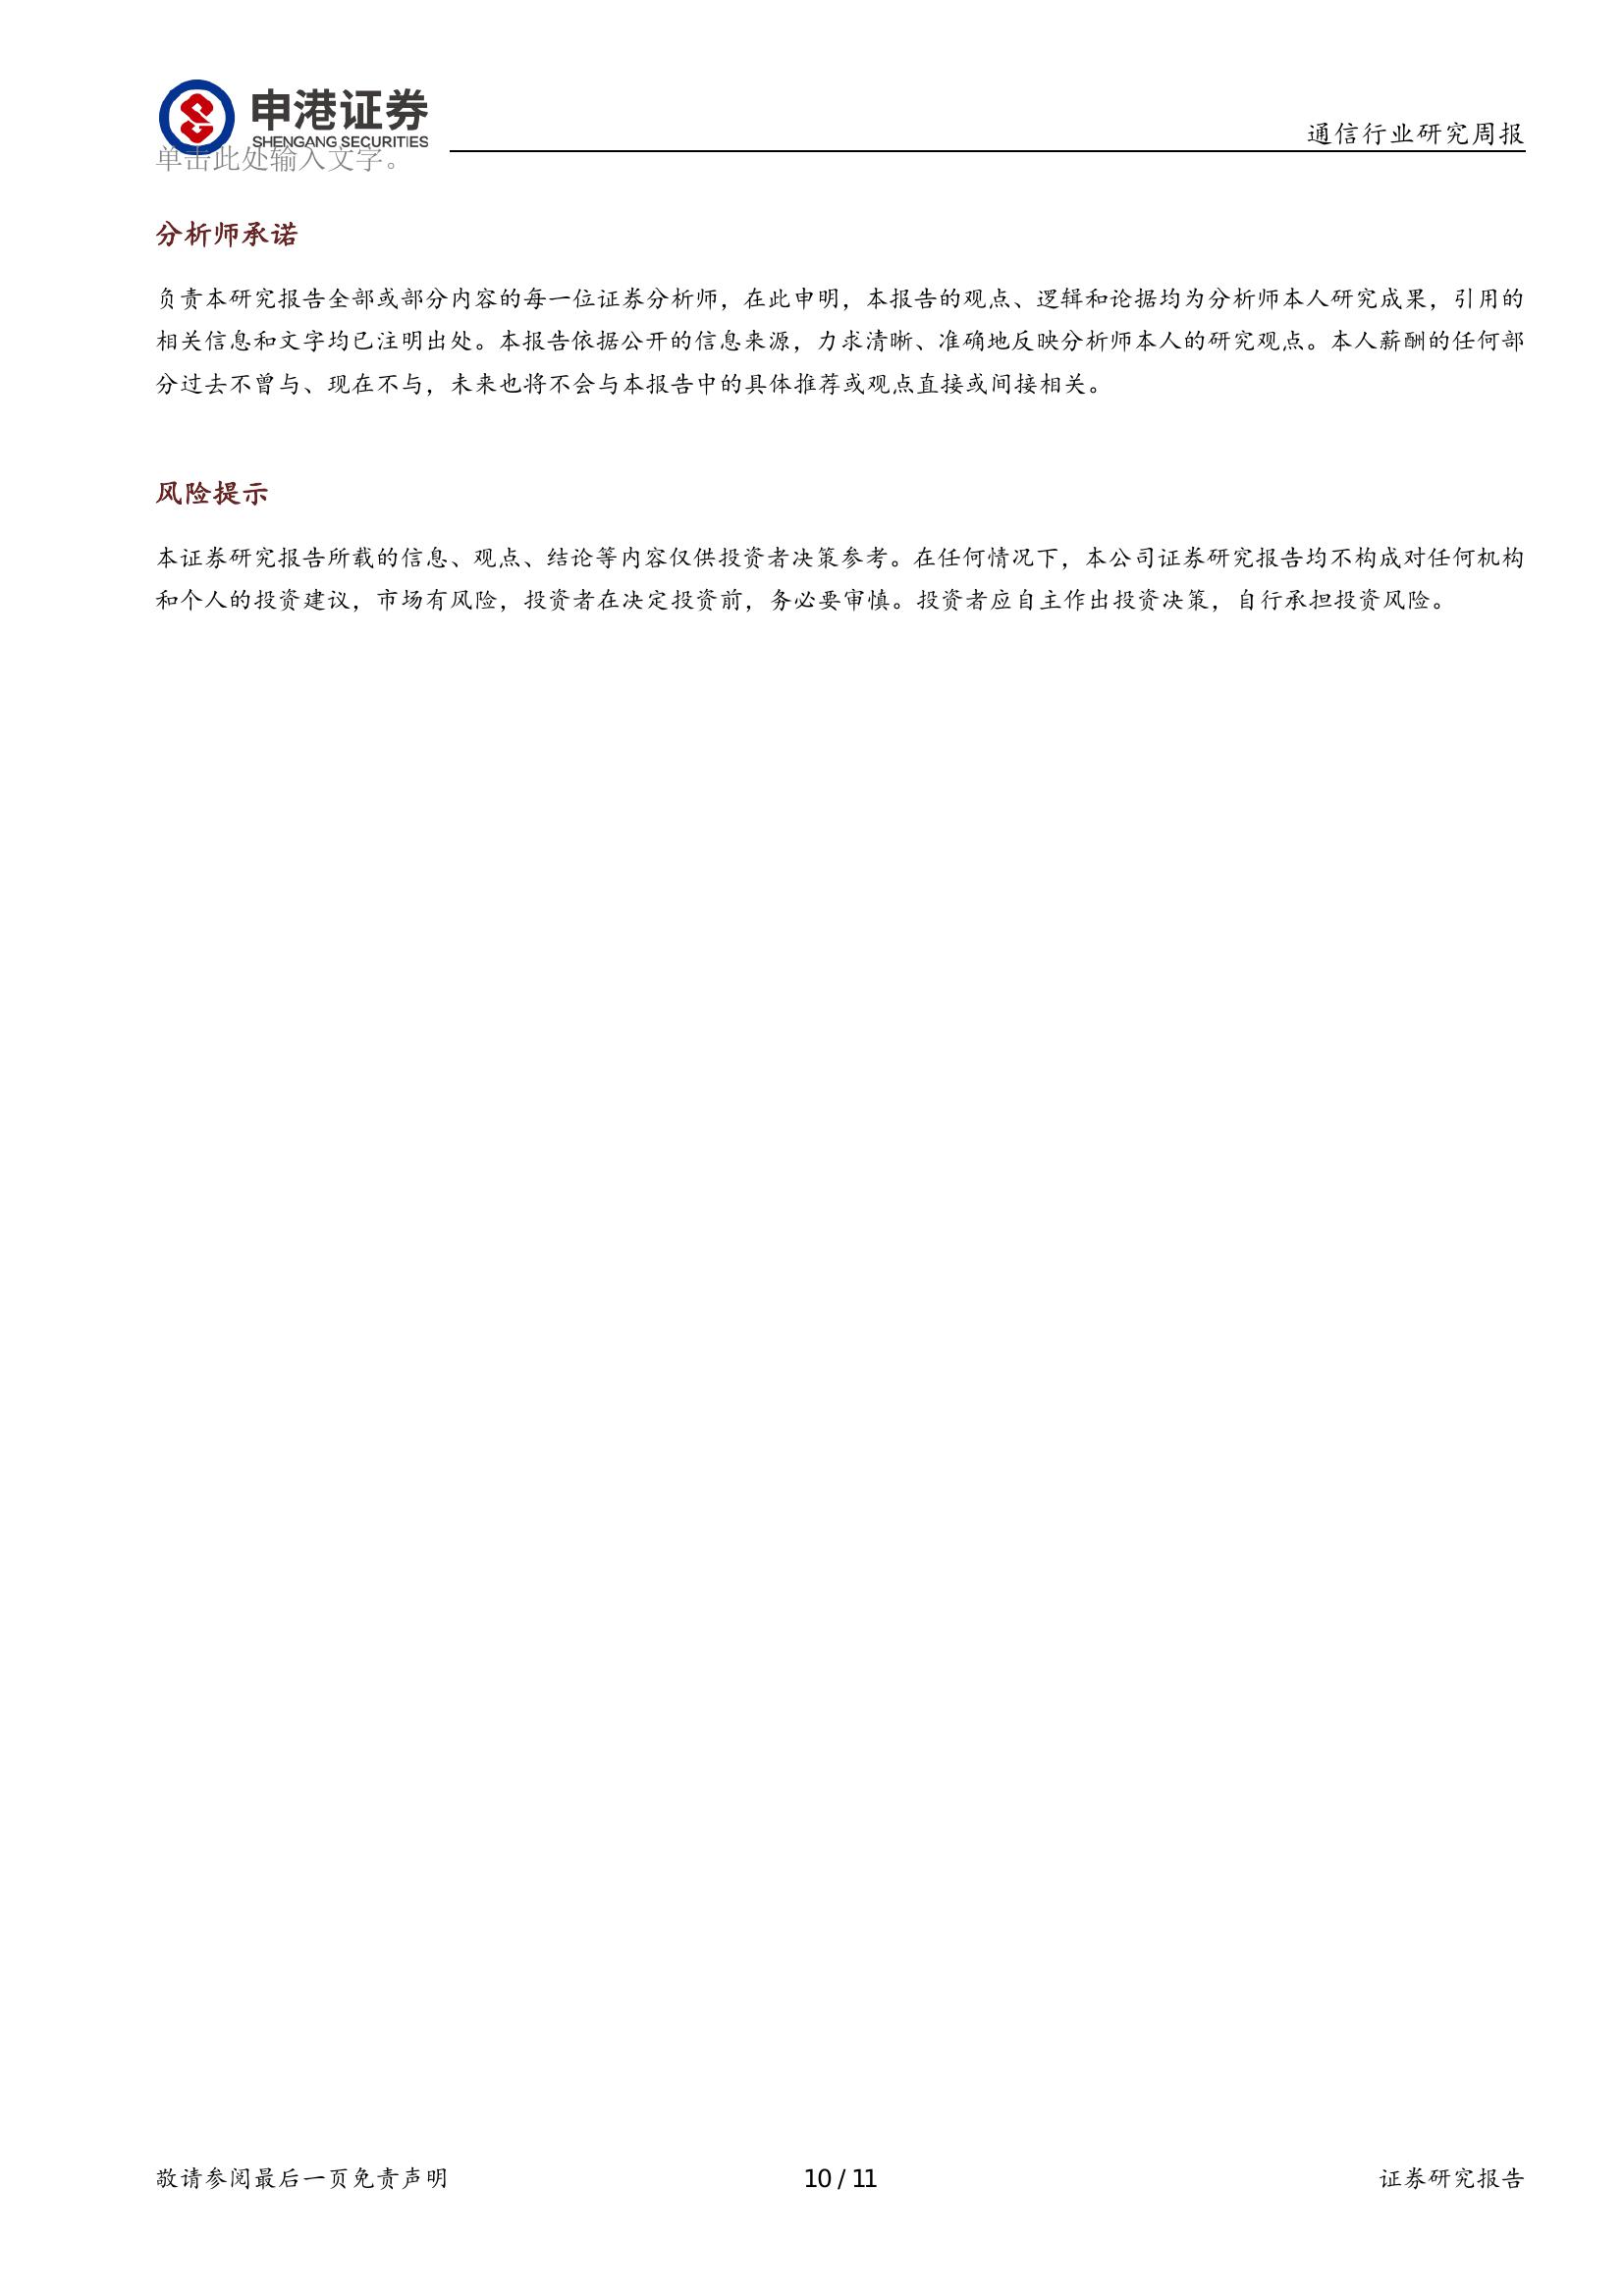 申港证券
SHENGANG SECURITIES
单击此处输入文字。
通信行业研究周报
分析师承诺
负责本研究报告全部或部分内容的每一位证券分析师，在此申明，本报告的观点、逻辑和论据均为分析师本人研究成果，引用的
相关信息和文字均已注明出处。本报告依据公开的信息来源，力求清晰、准确地反映分析师本人的研究观点。本人薪酬的任何部
分过去不曾与、现在不与，未来也将不会与本报告中的具体推荐或观点直接或间接相关。
风险提示
本证券研究报告所载的信息、观点、结论等内容仅供投资者决策参考。在任何情况下，本公司证券研究报告均不构成对任何机构
和个人的投资建议，市场有风险，投资者在决定投资前，务必要审慎。投资者应自主作出投资决策，自行承担投资风险。
敬请参阅最后一页免责声明
10 / 11
证券研究报告